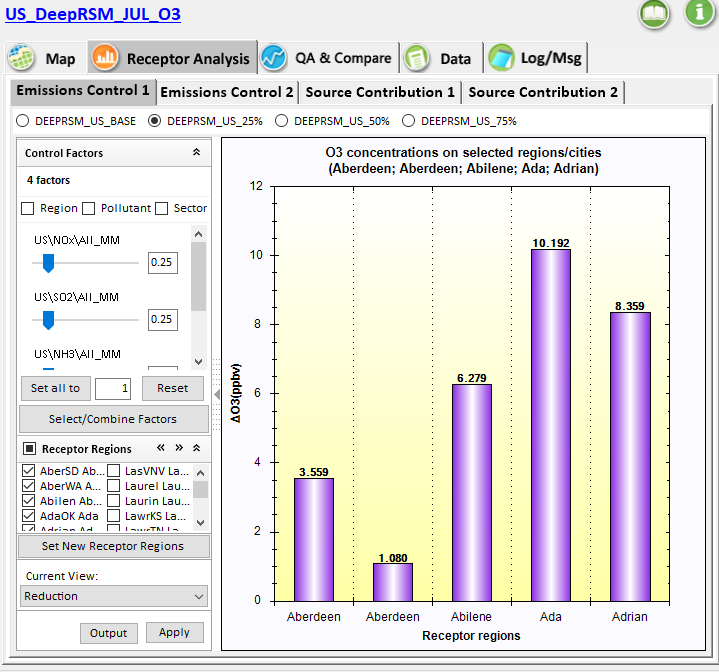 US_DeepRSM_JUL_O3
Map
Receptor Analysis
QA & Compare
Data
Log/Msg
Emissions Control 1
Emissions Control 2
Source Contribution 1
Source Contribution 2
DEEPRSM_US_BASE
DEEPRSM_US_25%
DEEPRSM_US_50%
DEEPRSM_US_75%
Control Factors
4 factors
Region
Pollutant
Sector
US\NOx\All_MM
0.25
US\SO2\All_MM
0.25
US\NH3\All_MM
Set all to
1
Reset
Select/Combine Factors
Receptor Regions
AberSD Ab...
LasVNV La...
AberWA A...
Laurel Lau...
Abilen Ab...
Laurin Lau...
AdaOK Ada
LawrKS La...
Adrian Ad...
LawrTN La...
Set New Receptor Regions
Current View:
Reduction
Output
Apply
O3 concentrations on selected regions/cities
(Aberdeen; Aberdeen; Abilene; Ada; Adrian)
ΔO3(ppbv)
12
10
8
6
4
2
0
3.559
1.080
6.279
10.192
8.359
Aberdeen
Aberdeen
Abilene
Ada
Adrian
Receptor regions